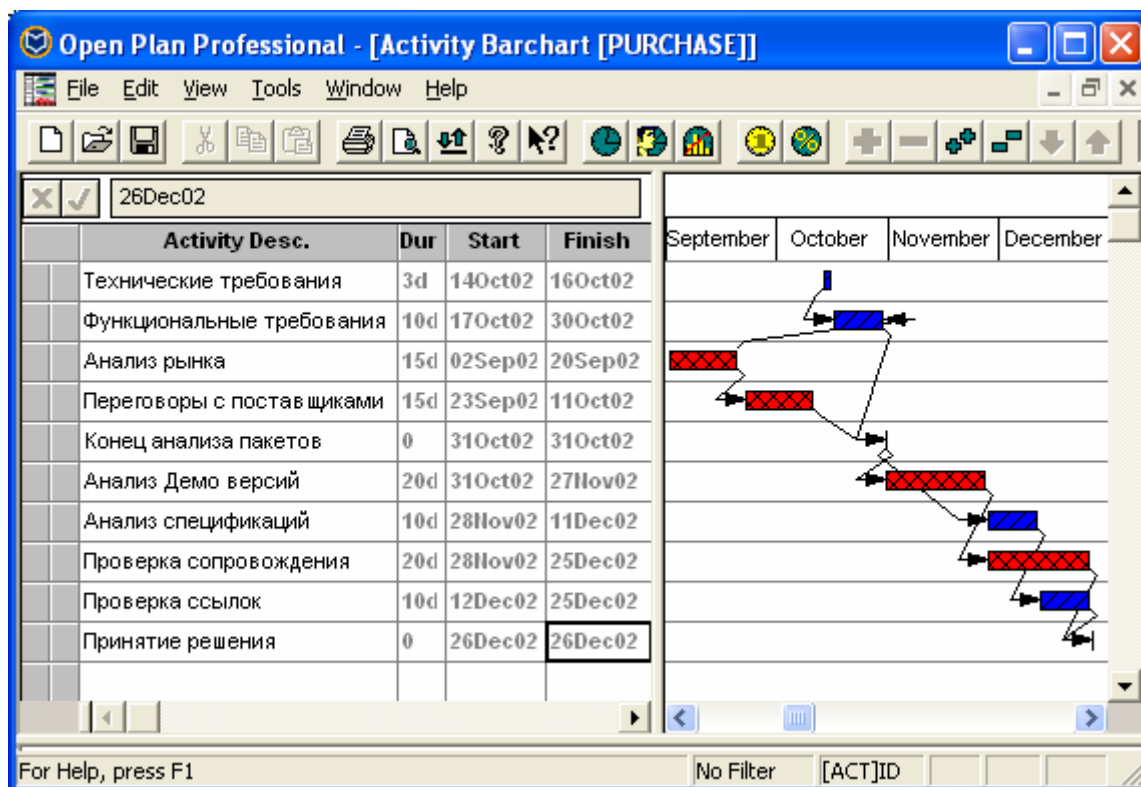 Open Plan Professional - [Activity Barchart [PURCHASE]]
File Edit View Tools Window Help
26Dec02
Activity Desc. Dur Start Finish September October November December
Технические требования 3d 14Oct02 16Oct02
Функциональные требования 10d 17Oct02 30Oct02
Анализ рынка 15d 02Sep02 20Sep02
Переговоры с поставщиками 15d 23Sep02 11Oct02
Конец анализа пакетов 0 31Oct02 31Oct02
Анализ Демо версий 20d 31Oct02 27Nov02
Анализ спецификаций 10d 28Nov02 11Dec02
Проверка сопровождения 20d 28Nov02 25Dec02
Проверка ссылок 10d 12Dec02 25Dec02
Принятие решения 0 26Dec02 26Dec02
For Help, press F1 No Filter [ACT]ID